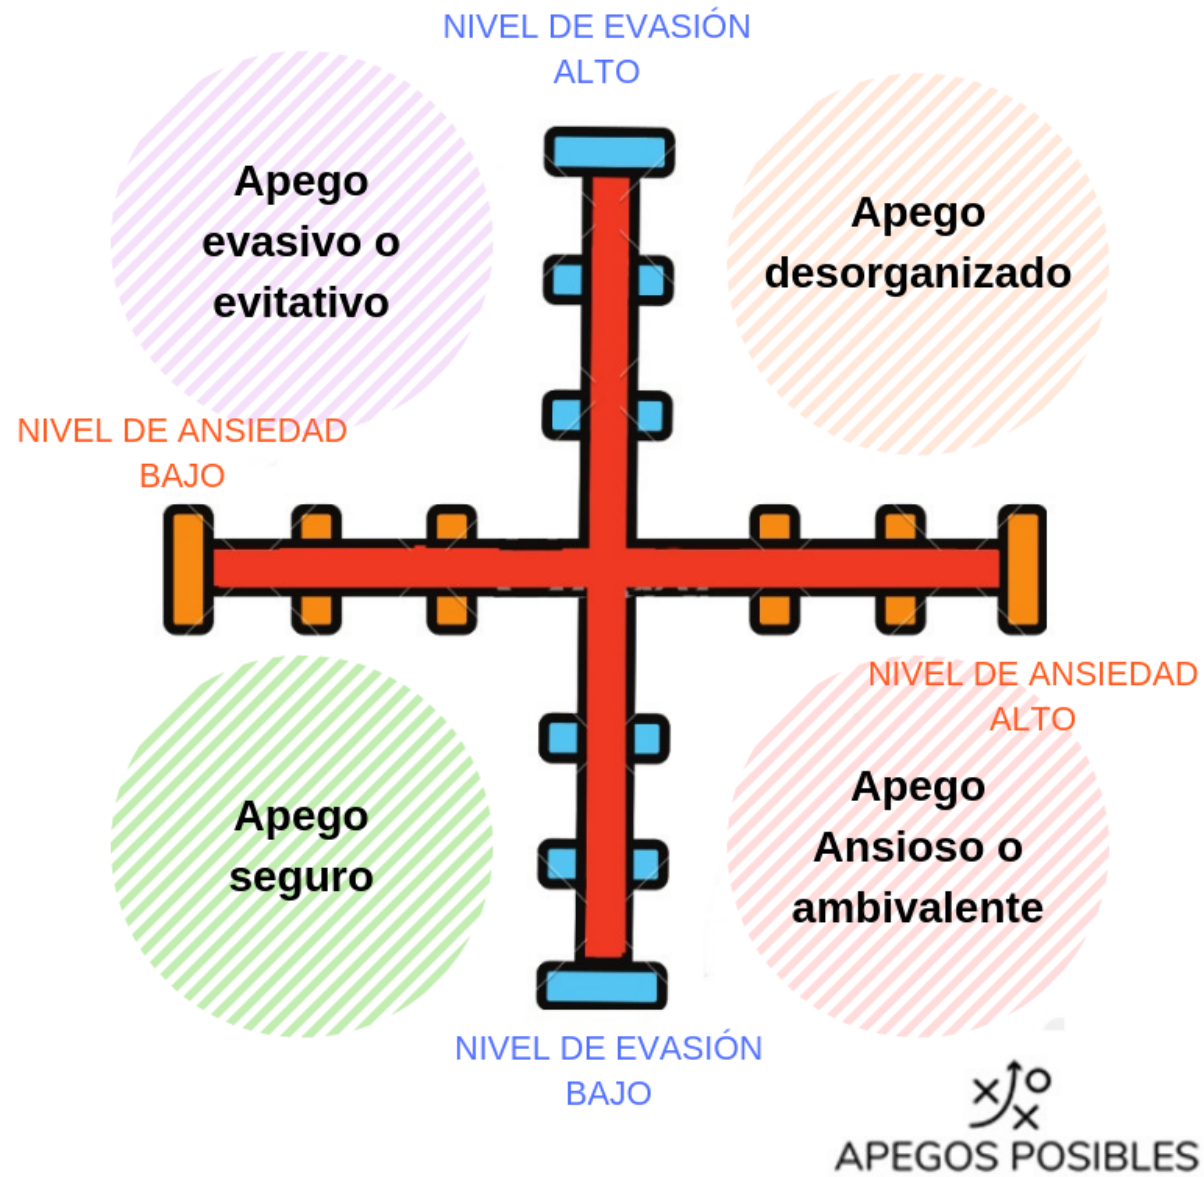 NIVEL DE EVASIÓN
ALTO
Apego
evasivo o
evitativo
Apego
desorganizado
NIVEL DE ANSIEDAD
BAJO
NIVEL DE ANSIEDAD
ALTO
Apego
seguro
Apego
Ansioso o
ambivalente
NIVEL DE EVASIÓN
BAJO
APEGOS POSIBLES